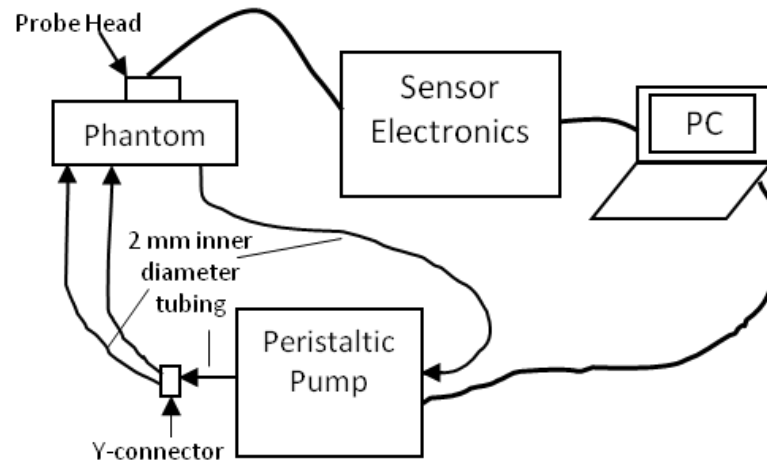 Probe Head
Phantom
Sensor
Electronics
PC
2 mm inner
diameter
tubing
Peristaltic
Pump
Y-connector